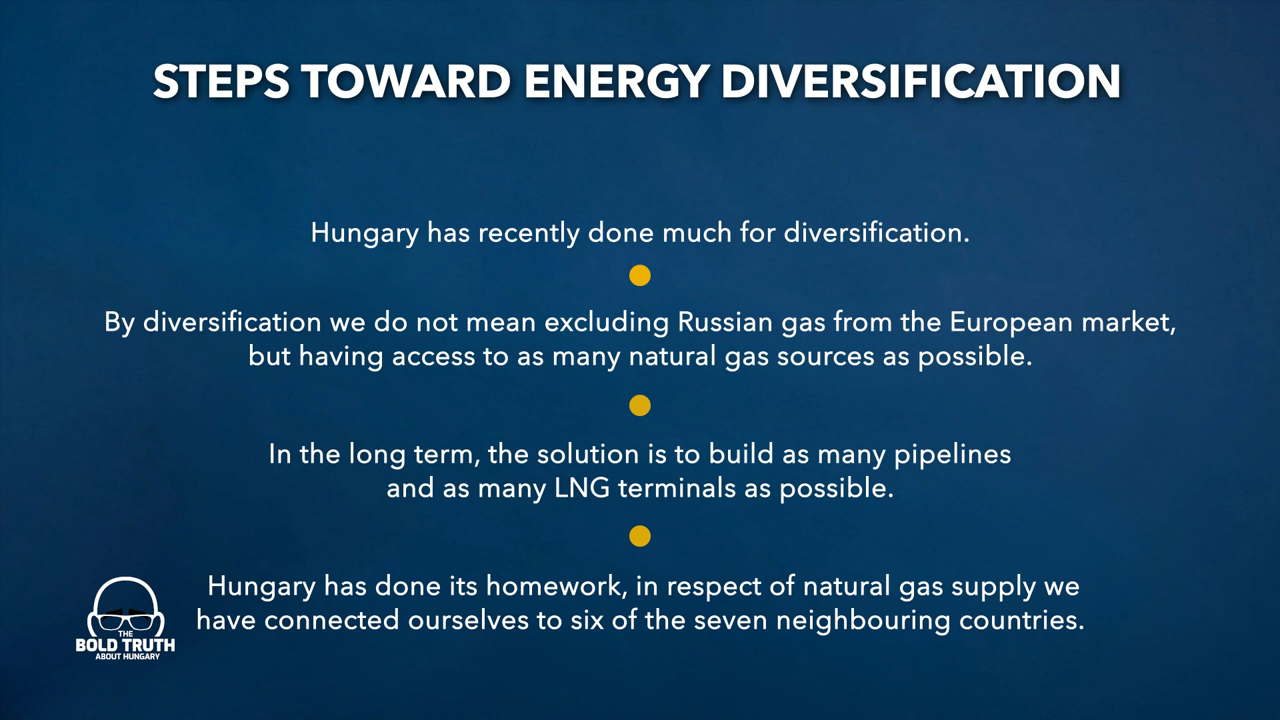 STEPS TOWARD ENERGY DIVERSIFICATION
Hungary has recently done much for diversification.
By diversification we do not mean excluding Russian gas from the European market,
but having access to as many natural gas sources as possible.
In the long term, the solution is to build as many pipelines
and as many LNG terminals as possible.
Hungary has done its homework, in respect of natural gas supply we
have connected ourselves to six of the seven neighbouring countries.
THE
BOLD TRUTH
ABOUT HUNGARY